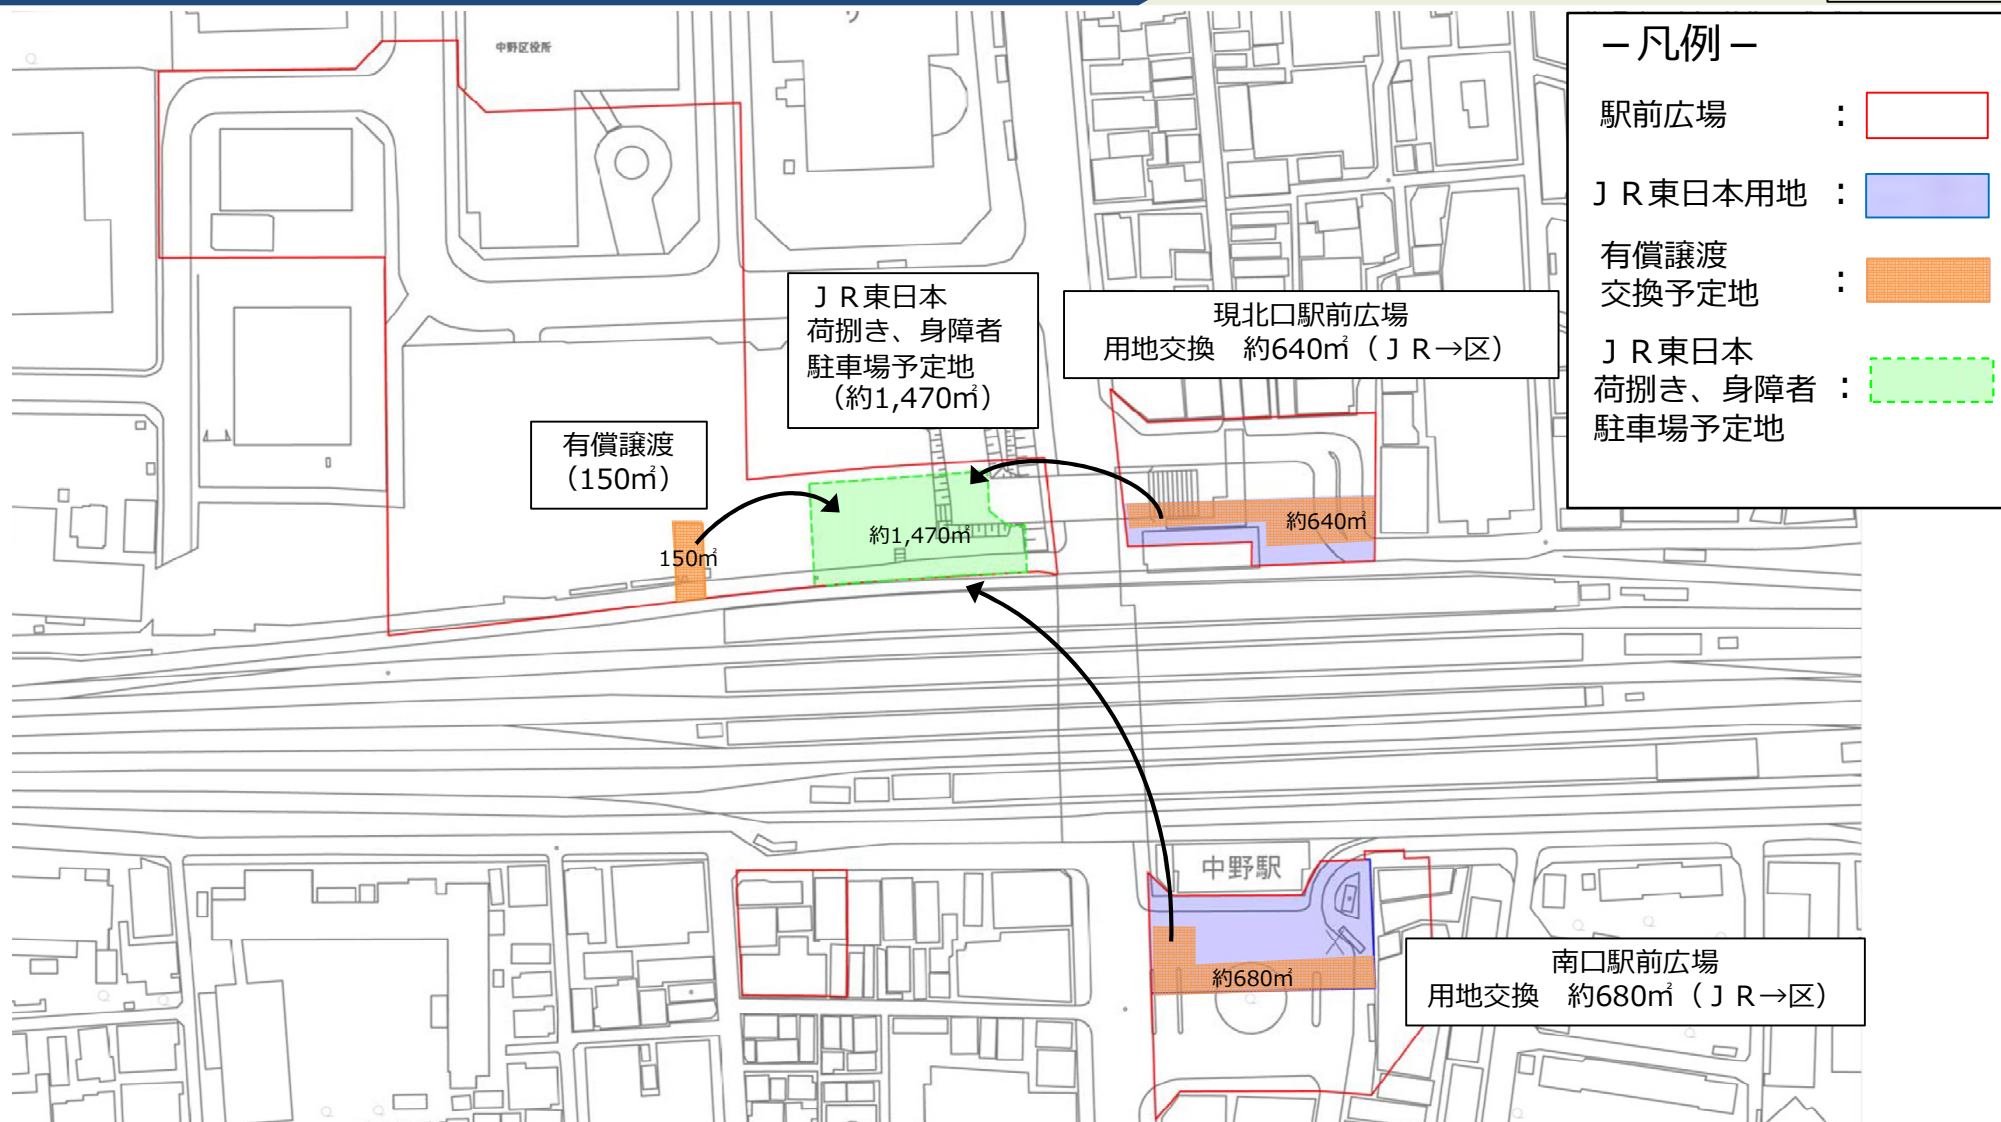 中野区役所
－凡例－
駅前広場　：
ＪＲ東日本用地　：
有償譲渡
交換予定地　：
ＪＲ東日本
荷捌き、身障者　：
駐車場予定地
ＪＲ東日本
荷捌き、身障者
駐車場予定地
（約1,470㎡）
現北口駅前広場
用地交換　約640㎡（ＪＲ→区）
有償譲渡
（150㎡）
150㎡
約1,470㎡
約640㎡
中野駅
約680㎡
南口駅前広場
用地交換　約680㎡（ＪＲ→区）